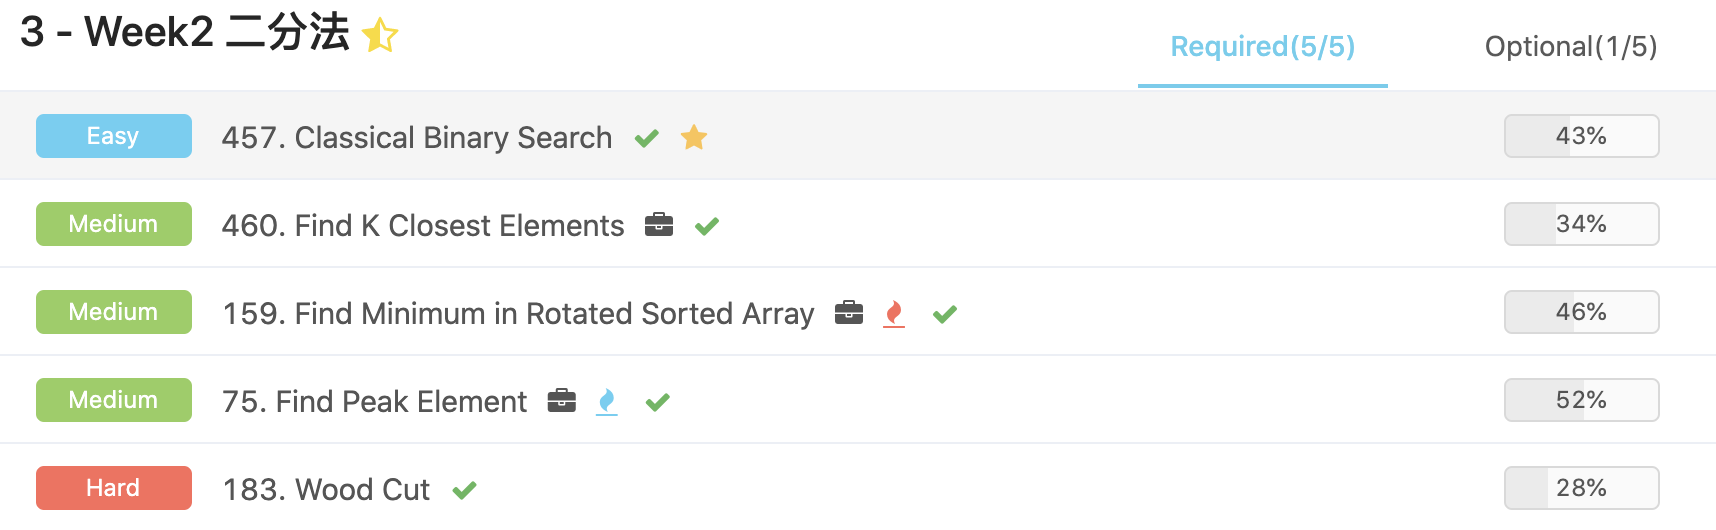 3 - Week2 二分法
Required(5/5) Optional(1/5)
Easy 457. Classical Binary Search 43%
Medium 460. Find K Closest Elements 34%
Medium 159. Find Minimum in Rotated Sorted Array 46%
Medium 75. Find Peak Element 52%
Hard 183. Wood Cut 28%